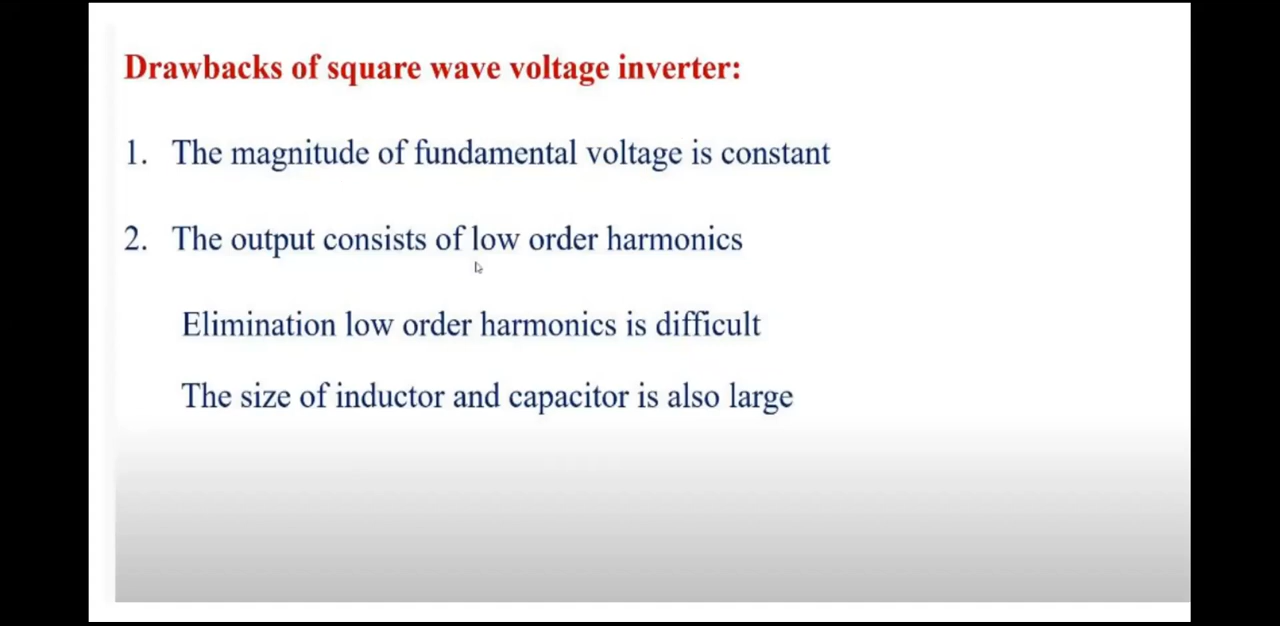 Drawbacks of square wave voltage inverter:
1. The magnitude of fundamental voltage is constant
2. The output consists of low order harmonics
Elimination low order harmonics is difficult
The size of inductor and capacitor is also large